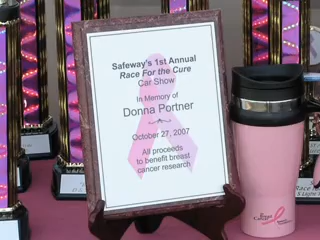 Safeway's 1st Annual
Race For the Cure
Car Show
In Memory of
Donna Portner
October 27, 2007
All proceeds
to benefit breast
cancer research